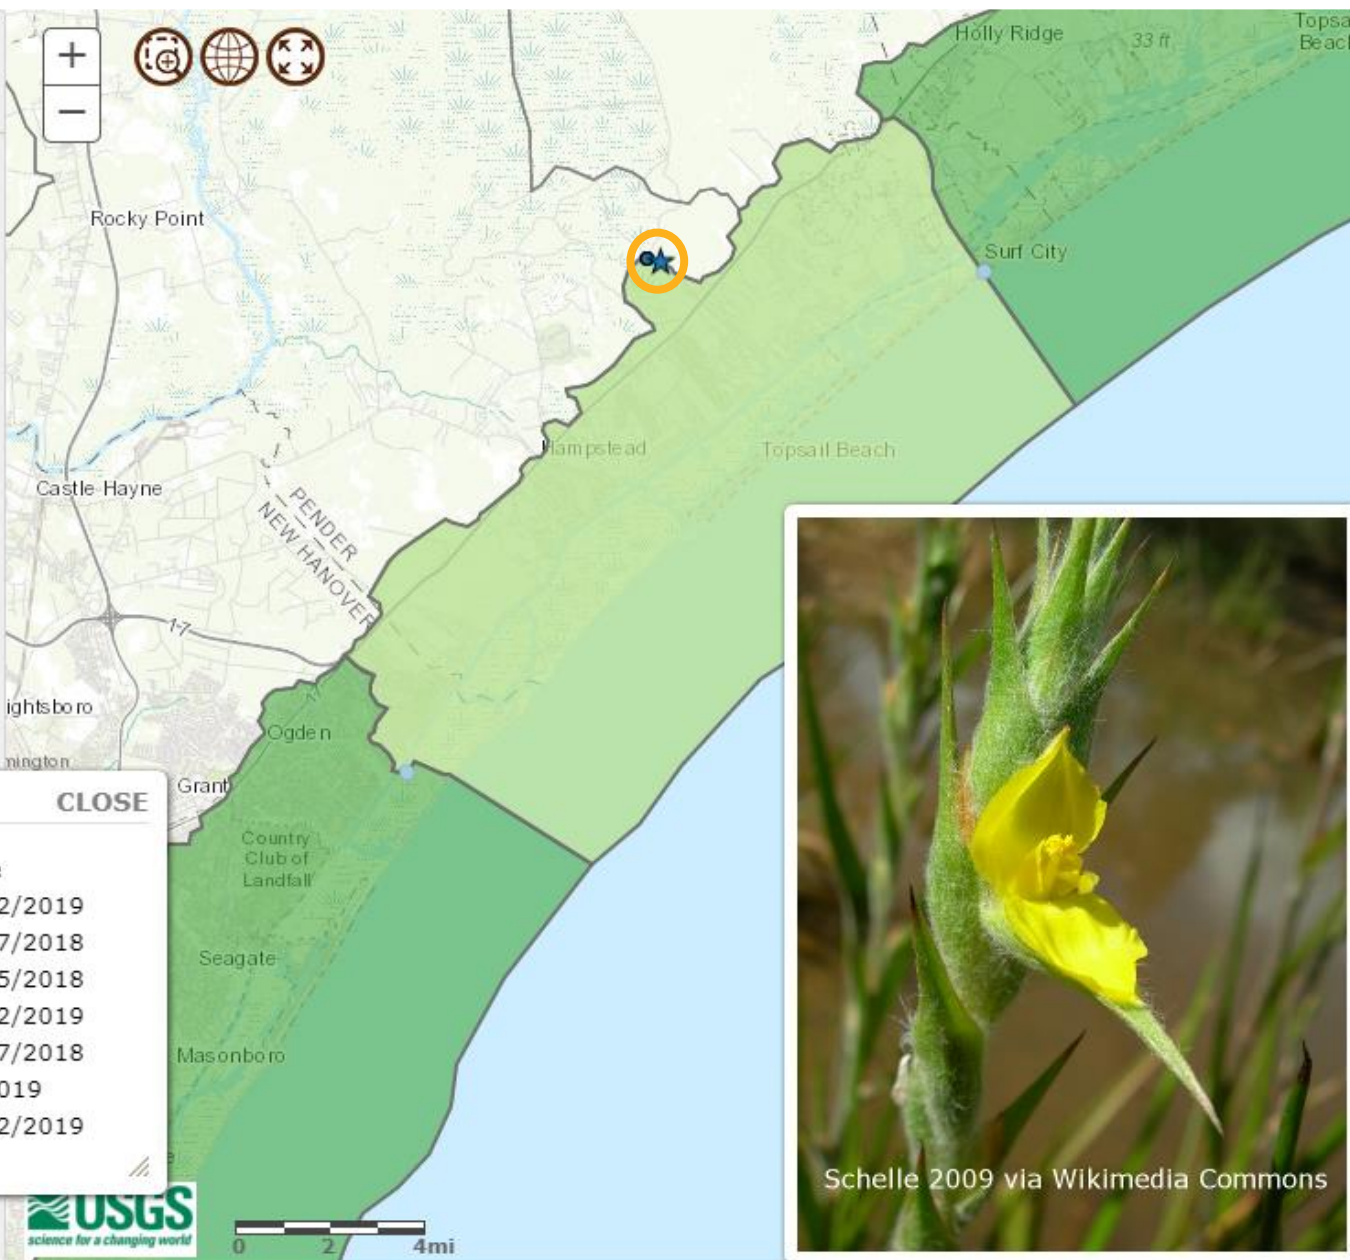 +
−
Holly Ridge
33 ft
Topsa
Beach
Rocky Point
G
Surf City
Hampstead
Topsail Beach
Castle Hayne
PENDER
NEW HANOVER
I-7
ightsboro
Ogden
mington
Grant
CLOSE
Country
Club of
Landfall
2/2019
7/2018
5/2018
Seagate
2/2019
7/2018
Masonboro
019
2/2019
e
Schelle 2009 via Wikimedia Commons
USGS
science for a changing world
0 2 4mi